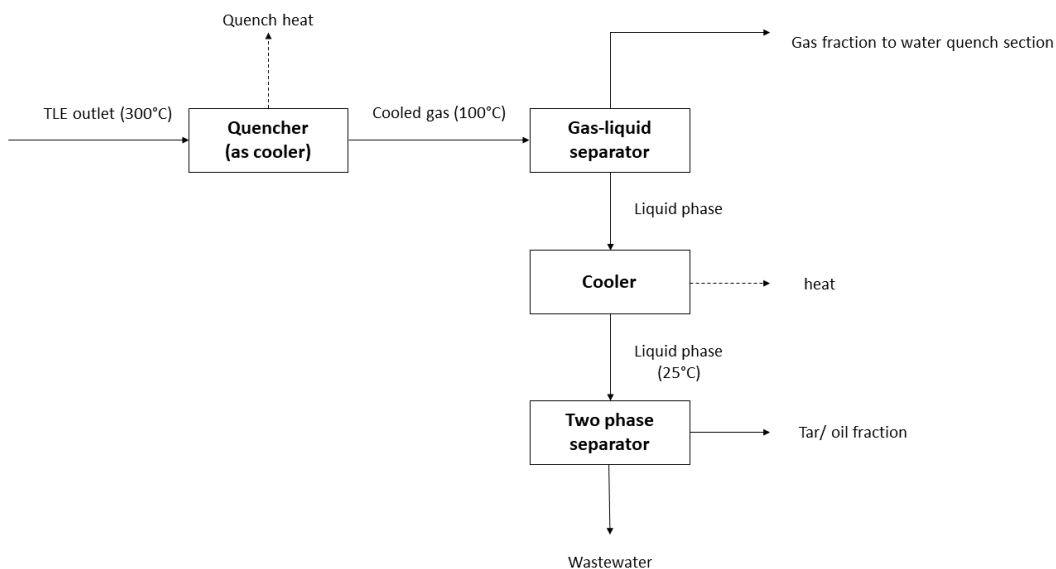 Quench heat
Gas fraction to water quench section
TLE outlet (300°C)
Cooled gas (100°C)
Quencher
(as cooler)
Gas-liquid
separator
Liquid phase
Cooler
heat
Liquid phase
(25°C)
Two phase
separator
Tar/ oil fraction
Wastewater